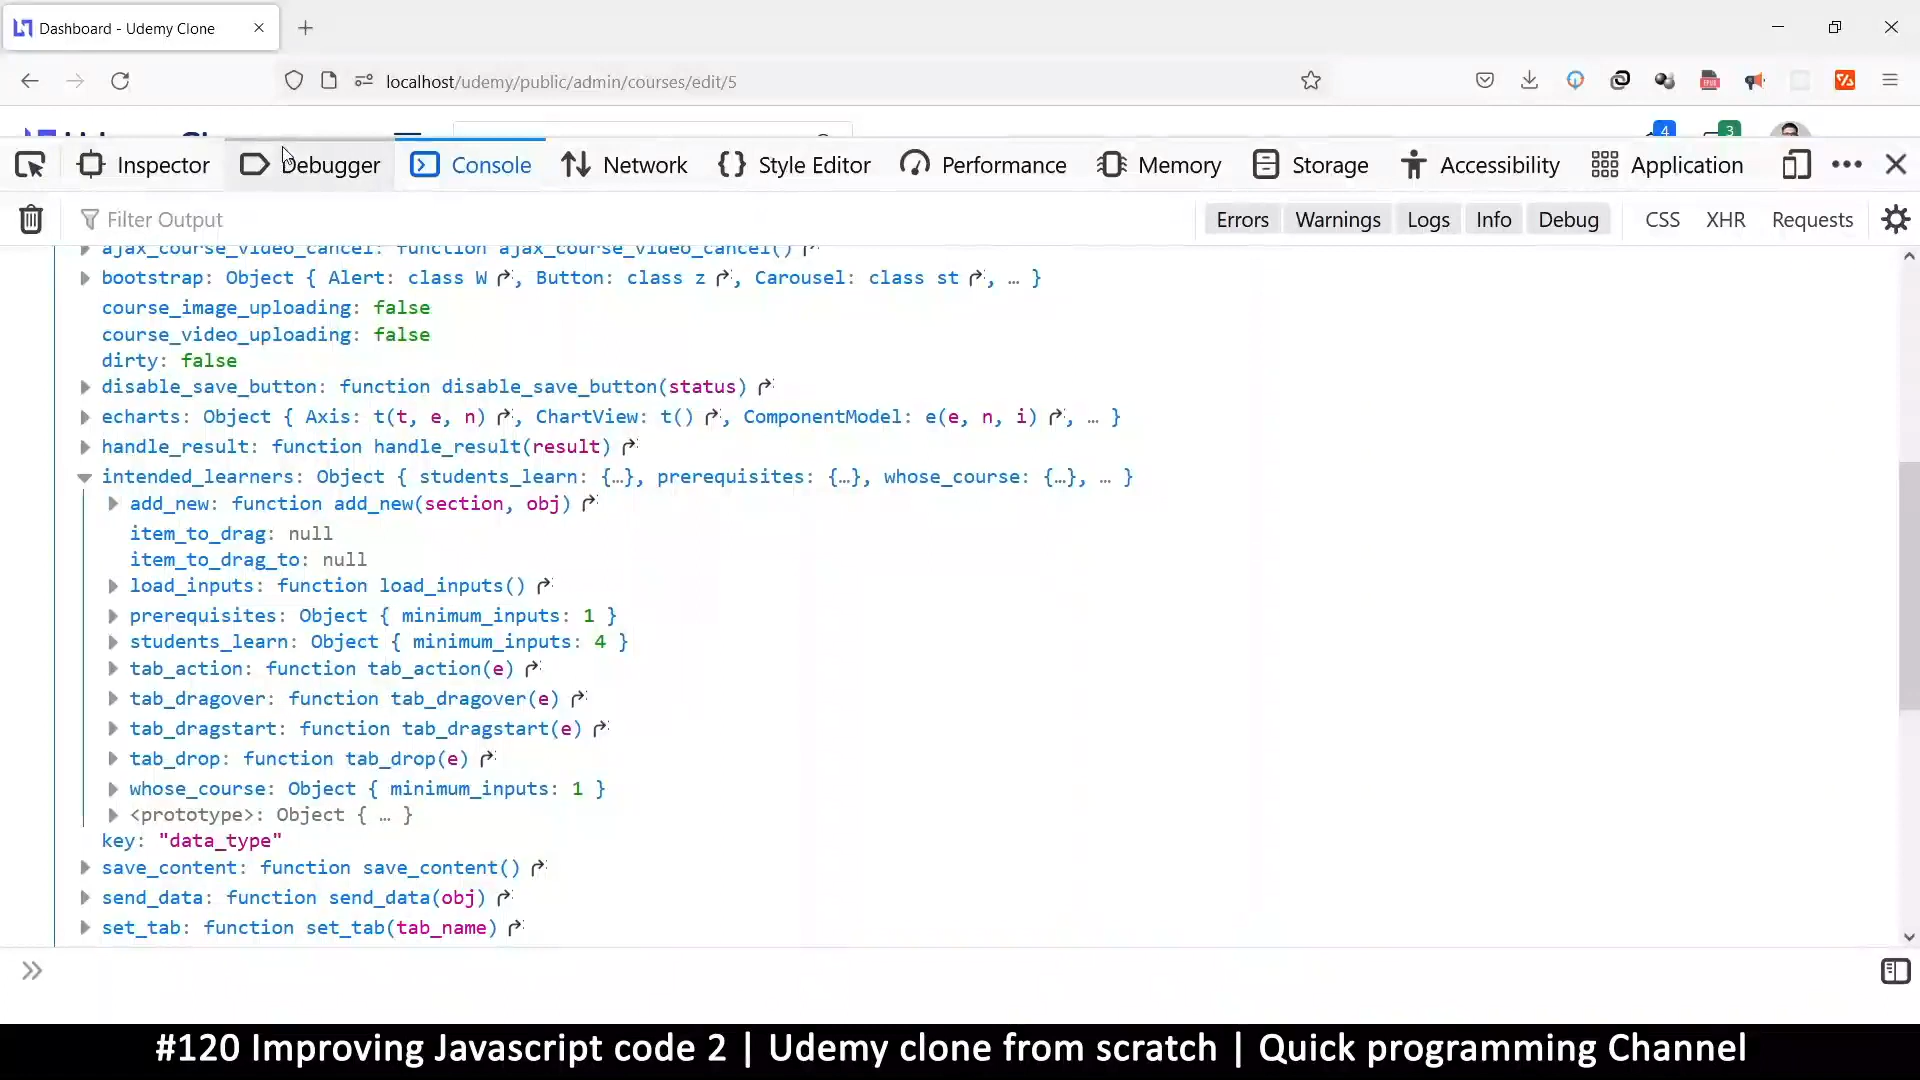 Dashboard - Udemy Clone
localhost/udemy/public/admin/courses/edit/5
4
3
Inspector Debugger Console Network Style Editor Performance Memory Storage Accessibility Application
Filter Output Errors Warnings Logs Info Debug CSS XHR Requests
ajax_course_video_cancel: function ajax_course_video_cancel()
bootstrap: Object { Alert: class W, Button: class z, Carousel: class st, … }
course_image_uploading: false
course_video_uploading: false
dirty: false
disable_save_button: function disable_save_button(status)
echarts: Object { Axis: t(t, e, n), ChartView: t(), ComponentModel: e(e, n, i), … }
handle_result: function handle_result(result)
intended_learners: Object { students_learn: {…}, prerequisites: {…}, whose_course: {…}, … }
add_new: function add_new(section, obj)
item_to_drag: null
item_to_drag_to: null
load_inputs: function load_inputs()
prerequisites: Object { minimum_inputs: 1 }
students_learn: Object { minimum_inputs: 4 }
tab_action: function tab_action(e)
tab_dragover: function tab_dragover(e)
tab_dragstart: function tab_dragstart(e)
tab_drop: function tab_drop(e)
whose_course: Object { minimum_inputs: 1 }
<prototype>: Object { … }
key: "data_type"
save_content: function save_content()
send_data: function send_data(obj)
set_tab: function set_tab(tab_name)
#120 Improving Javascript code 2 | Udemy clone from scratch | Quick programming Channel